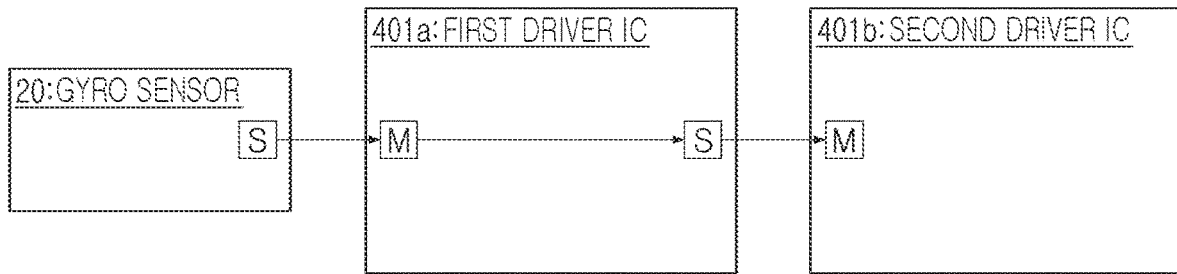 401a:FIRST DRIVER IC
401b:SECOND DRIVER IC
20:GYRO SENSOR
S
M
S
M